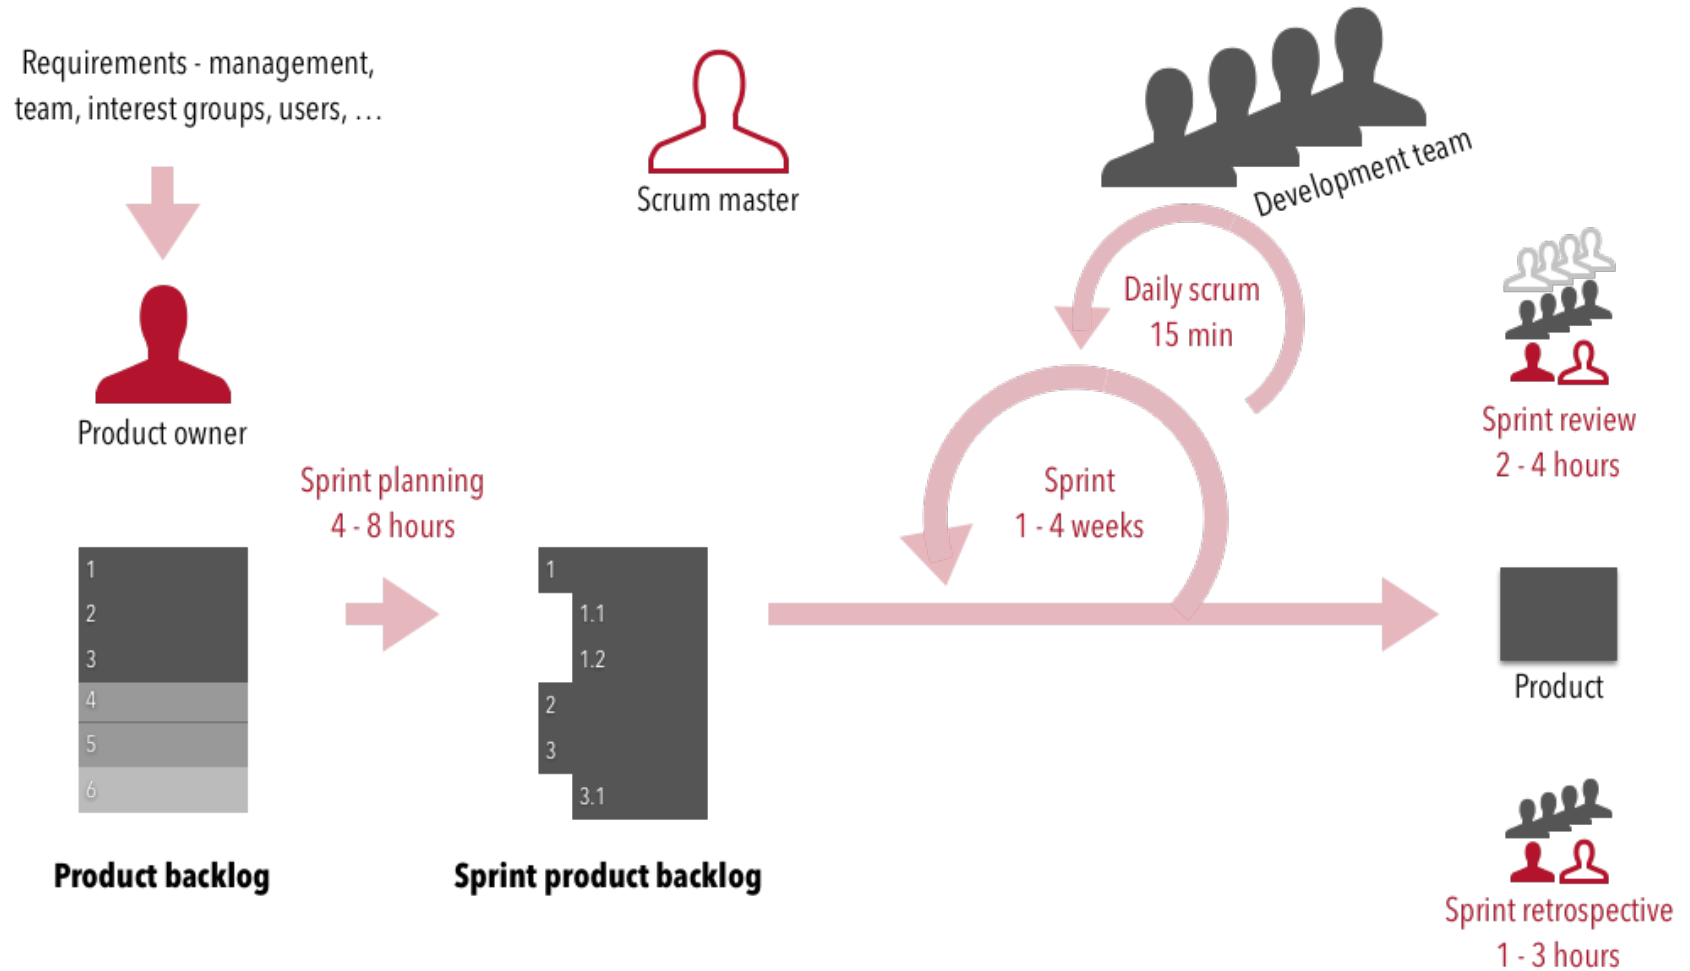 Requirements - management,
team, interest groups, users, …
Scrum master
Development team
Product owner
Daily scrum
15 min
Sprint review
2 - 4 hours
Sprint planning
4 - 8 hours
Sprint
1 - 4 weeks
1
2
3
4
5
6
1
1.1
1.2
2
3
3.1
Product
Product backlog
Sprint product backlog
Sprint retrospective
1 - 3 hours